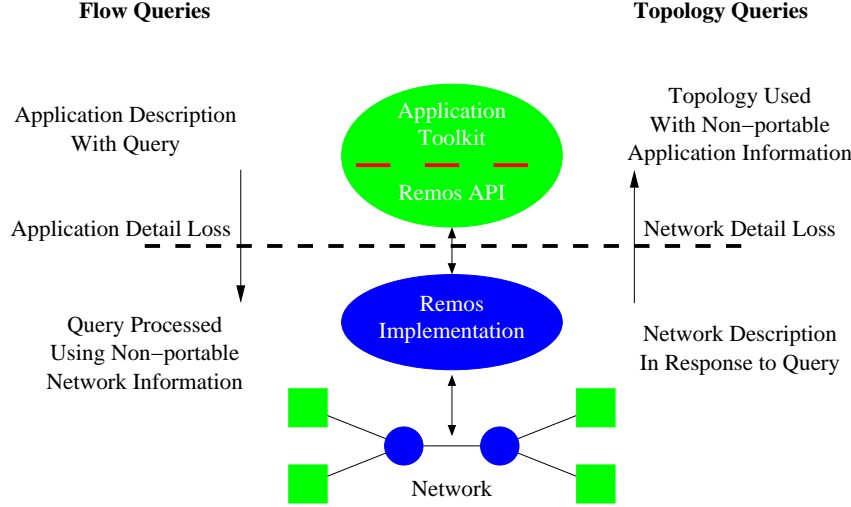 Flow Queries
Topology Queries
Application Description
With Query
Application
Toolkit
Remos API
Topology Used
With Non−portable
Application Information
Application Detail Loss
Network Detail Loss
Remos
Implementation
Query Processed
Using Non−portable
Network Information
Network Description
In Response to Query
Network